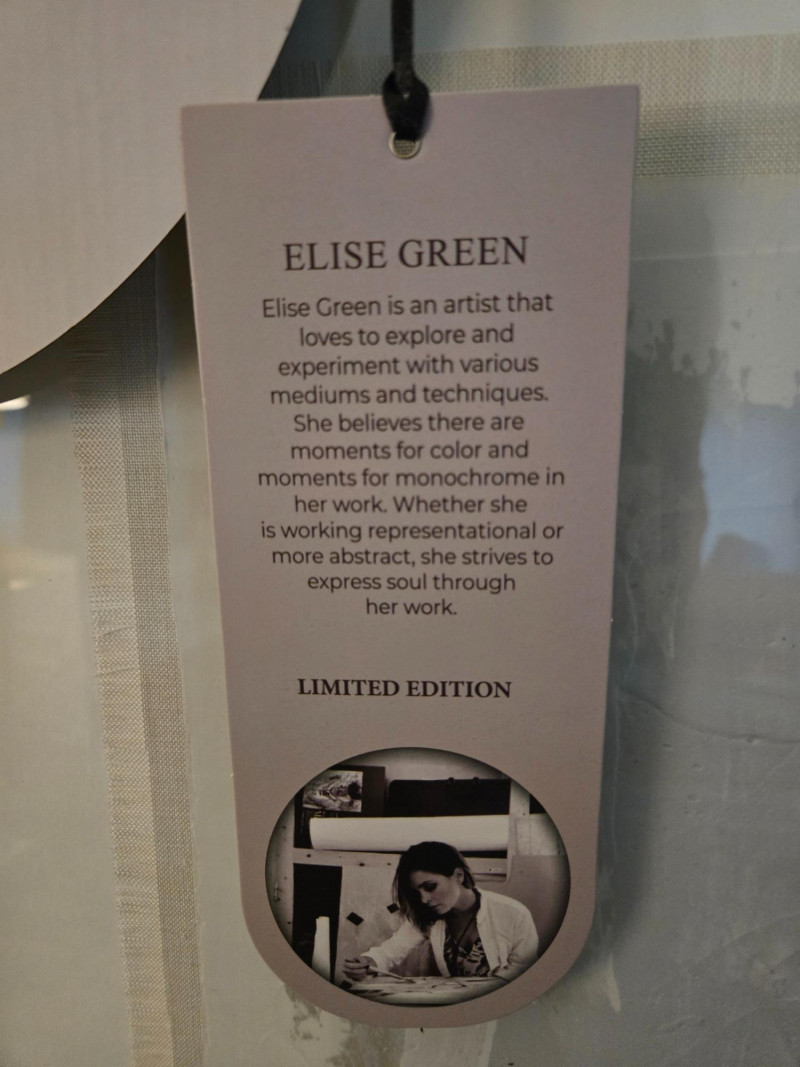 ELISE GREEN
Elise Green is an artist that
loves to explore and
experiment with various
mediums and techniques.
She believes there are
moments for color and
moments for monochrome in
her work. Whether she
is working representational or
more abstract, she strives to
express soul through
her work.
LIMITED EDITION